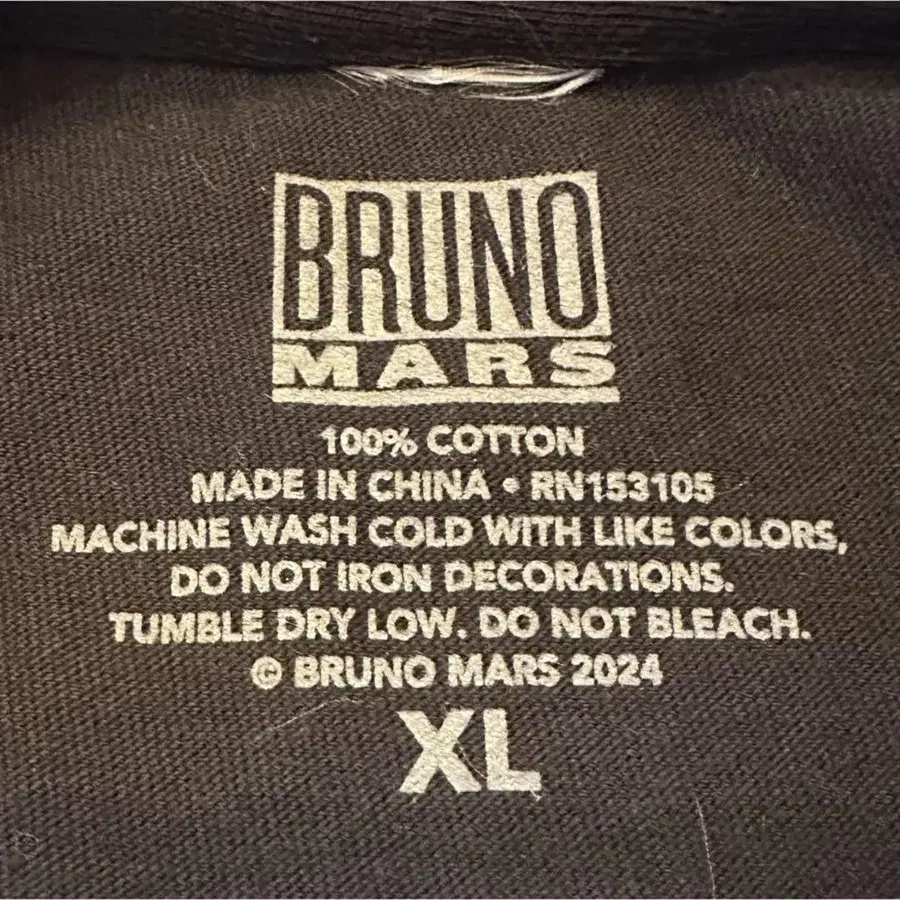 BRUNO
MARS
100% COTTON
MADE IN CHINA • RN153105
MACHINE WASH COLD WITH LIKE COLORS,
DO NOT IRON DECORATIONS.
TUMBLE DRY LOW. DO NOT BLEACH.
© BRUNO MARS 2024
XL